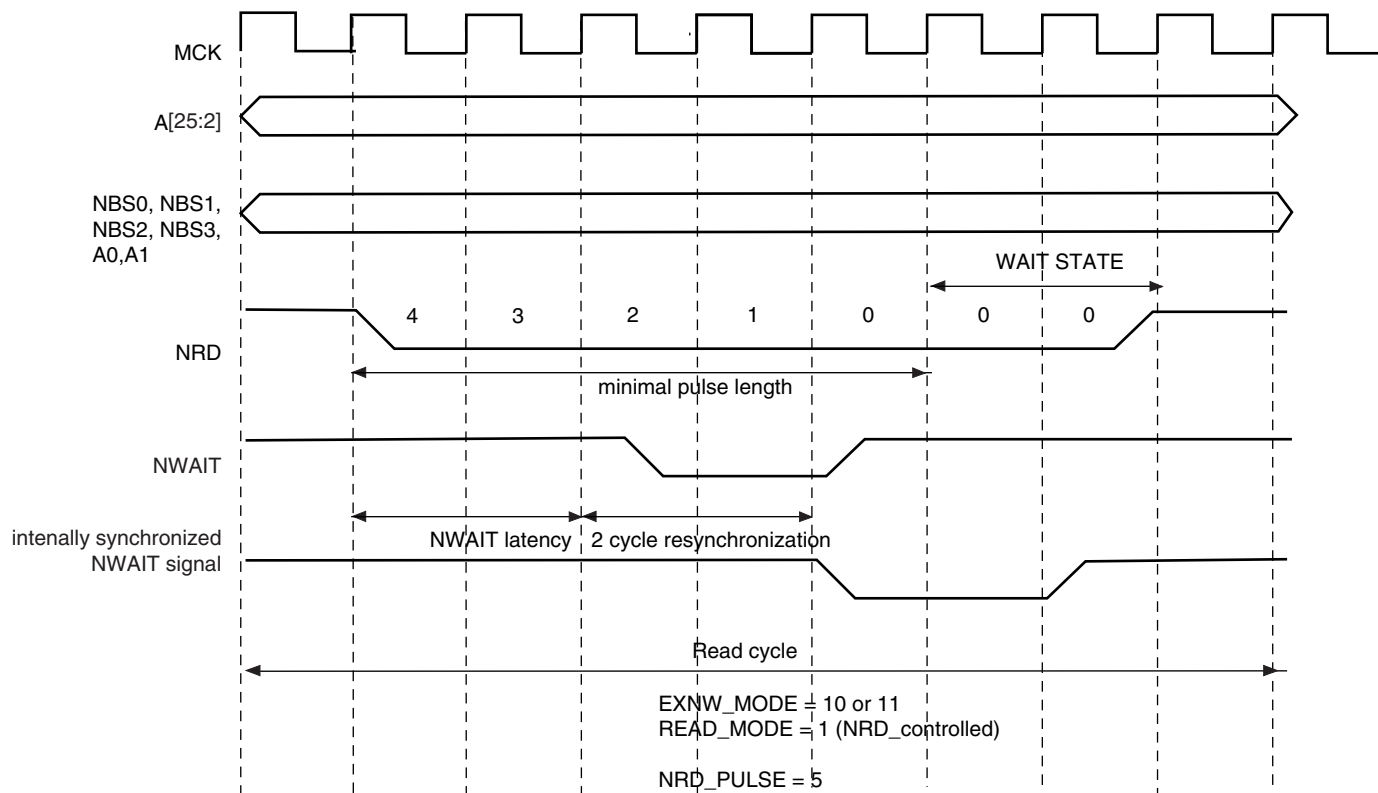 MCK
A[25:2]
NBS0, NBS1,
NBS2, NBS3,
A0,A1
WAIT STATE
4 3 2 1 0 0 0
NRD
minimal pulse length
NWAIT
NWAIT latency
2 cycle resynchronization
intenally synchronized
NWAIT signal
Read cycle
EXNW_MODE = 10 or 11
READ_MODE = 1 (NRD_controlled)
NRD_PULSE = 5